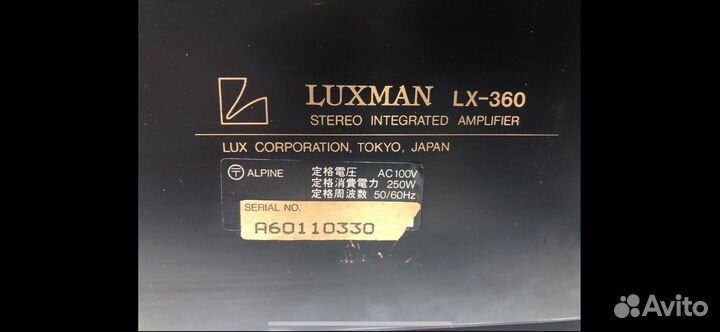 LUXMAN LX-360
STEREO INTEGRATED AMPLIFIER
LUX CORPORATION, TOKYO, JAPAN
ALPINE 定格電圧 AC100V
定格消費電力 250W
定格周波数 50/60Hz
SERIAL NO.
A60110330
Avito